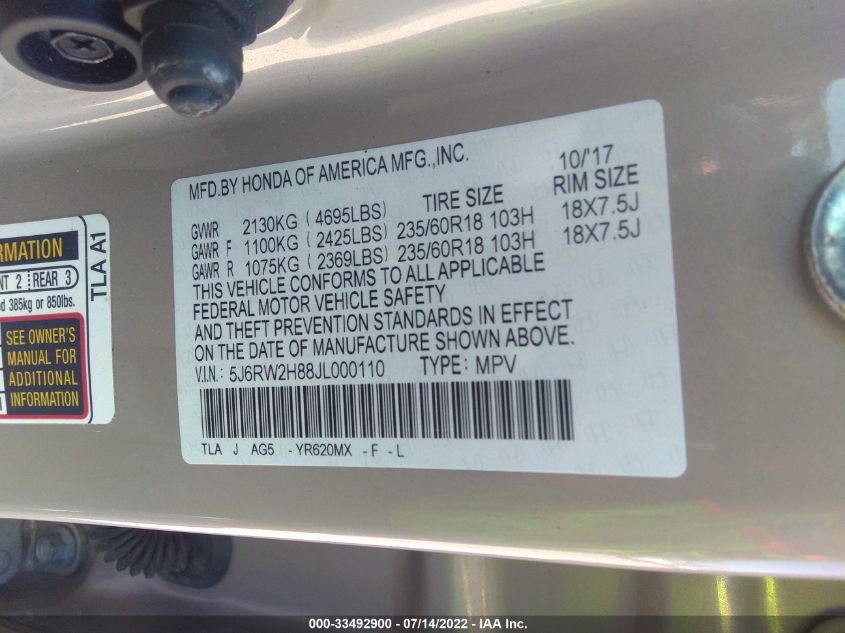 MFD.BY HONDA OF AMERICA MFG.,INC. 10/'17
TIRE SIZE RIM SIZE
GVWR 2130KG ( 4695LBS)
GAWR F 1100KG ( 2425LBS) 235/60R18 103H 18X7.5J
GAWR R 1075KG ( 2369LBS) 235/60R18 103H 18X7.5J
THIS VEHICLE CONFORMS TO ALL APPLICABLE
FEDERAL MOTOR VEHICLE SAFETY
AND THEFT PREVENTION STANDARDS IN EFFECT
ON THE DATE OF MANUFACTURE SHOWN ABOVE.
V.I.N: 5J6RW2H88JL000110 TYPE: MPV
TLA J AG5 -YR620MX -F -L
2 REAR 3
385kg or 850lbs.
SEE OWNER'S
MANUAL FOR
ADDITIONAL
INFORMATION
TLA A1
000-33492900 - 07/14/2022 - IAA Inc.